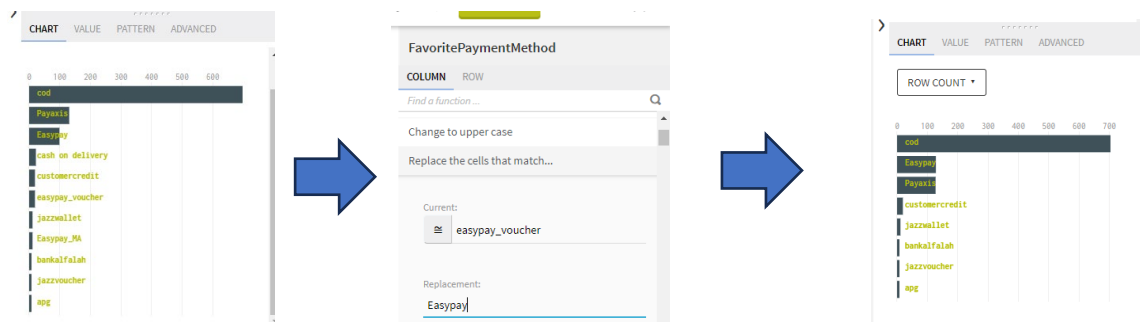 CHART VALUE PATTERN ADVANCED
0 100 200 300 400 500 600
cod
Payaxis
Easypay
cash on delivery
customercredit
easypay_voucher
jazzwallet
Easypay_MA
bankalfalah
jazzvoucher
apg
FavoritePaymentMethod
COLUMN ROW
Find a function ...
Change to upper case
Replace the cells that match...
Current:
≅ easypay_voucher
Replacement:
Easypay
CHART VALUE PATTERN ADVANCED
ROW COUNT
0 100 200 300 400 500 600 700
cod
Easypay
Payaxis
customercredit
jazzwallet
bankalfalah
jazzvoucher
apg